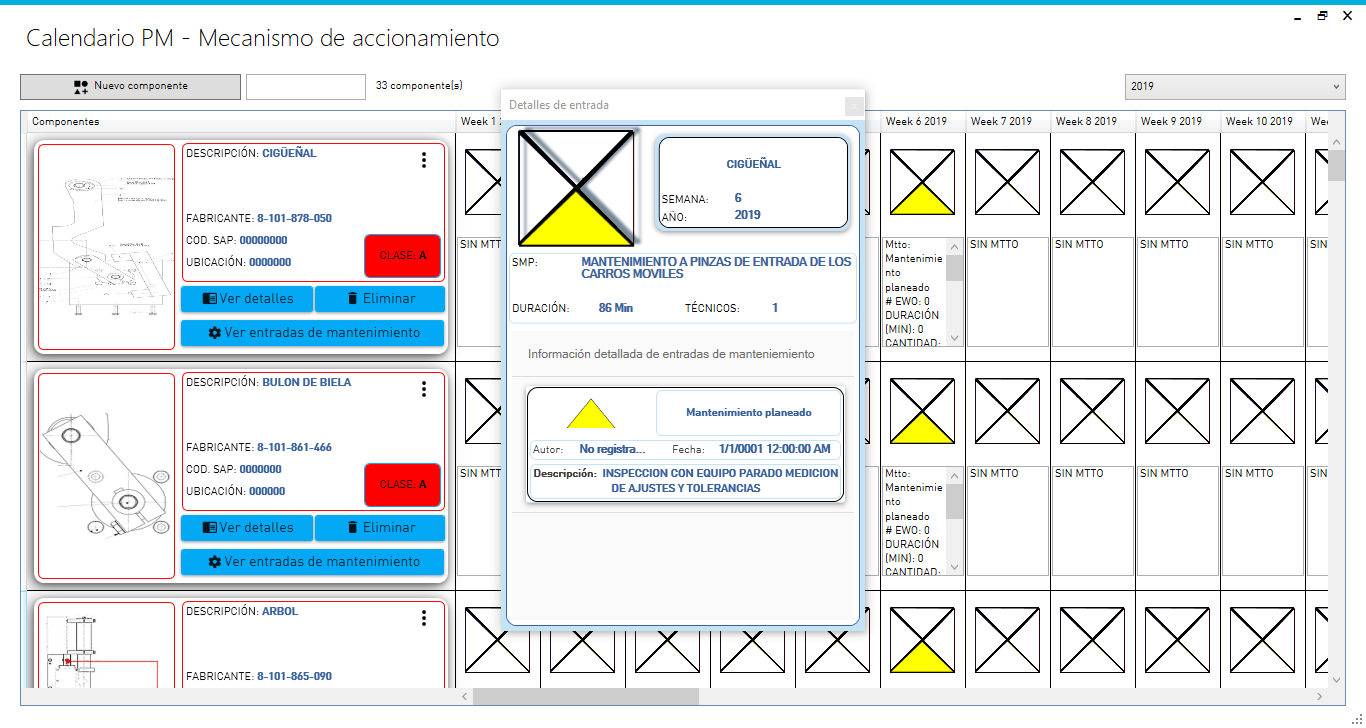 Calendario PM - Mecanismo de accionamiento
Nuevo componente
33 componente(s)
2019
Componentes
Week 1 2
Week 6 2019
Week 7 2019
Week 8 2019
Week 9 2019
Week 10 2019
Wee
DESCRIPCIÓN: CIGÜEÑAL
FABRICANTE: 8-101-878-050
COD. SAP: 00000000
UBICACIÓN: 0000000
CLASE: A
Ver detalles
Eliminar
Ver entradas de mantenimiento
SIN MTTO
Mtto:
Mantenimie
nto
planeado
# EWO: 0
DURACIÓN
(MIN): 0
CANTIDAD:
SIN MTTO
SIN MTTO
SIN MTTO
SIN MTTO
SIN
DESCRIPCIÓN: BULON DE BIELA
FABRICANTE: 8-101-861-466
COD. SAP: 0000000
UBICACIÓN: 000000
CLASE: A
Ver detalles
Eliminar
Ver entradas de mantenimiento
SIN MTTO
Mtto:
Mantenimie
nto
planeado
# EWO: 0
DURACIÓN
(MIN): 0
CANTIDAD:
SIN MTTO
SIN MTTO
SIN MTTO
SIN MTTO
SIN
DESCRIPCIÓN: ARBOL
FABRICANTE: 8-101-865-090
Detalles de entrada
CIGÜEÑAL
SEMANA: 6
AÑO: 2019
SMP: MANTENIMIENTO A PINZAS DE ENTRADA DE LOS
CARROS MOVILES
DURACIÓN: 86 Min TÉCNICOS: 1
Información detallada de entradas de manteniemiento
Mantenimiento planeado
Autor: No registra... Fecha: 1/1/0001 12:00:00 AM
Descripción: INSPECCION CON EQUIPO PARADO MEDICION
DE AJUSTES Y TOLERANCIAS